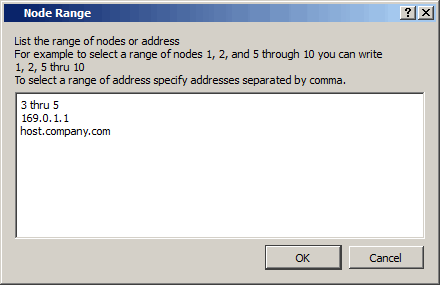 Node Range
List the range of nodes or address
For example to select a range of nodes 1, 2, and 5 through 10 you can write
1, 2, 5 thru 10
To select a range of address specify addresses separated by comma.
3 thru 5
169.0.1.1
host.company.com
OK
Cancel